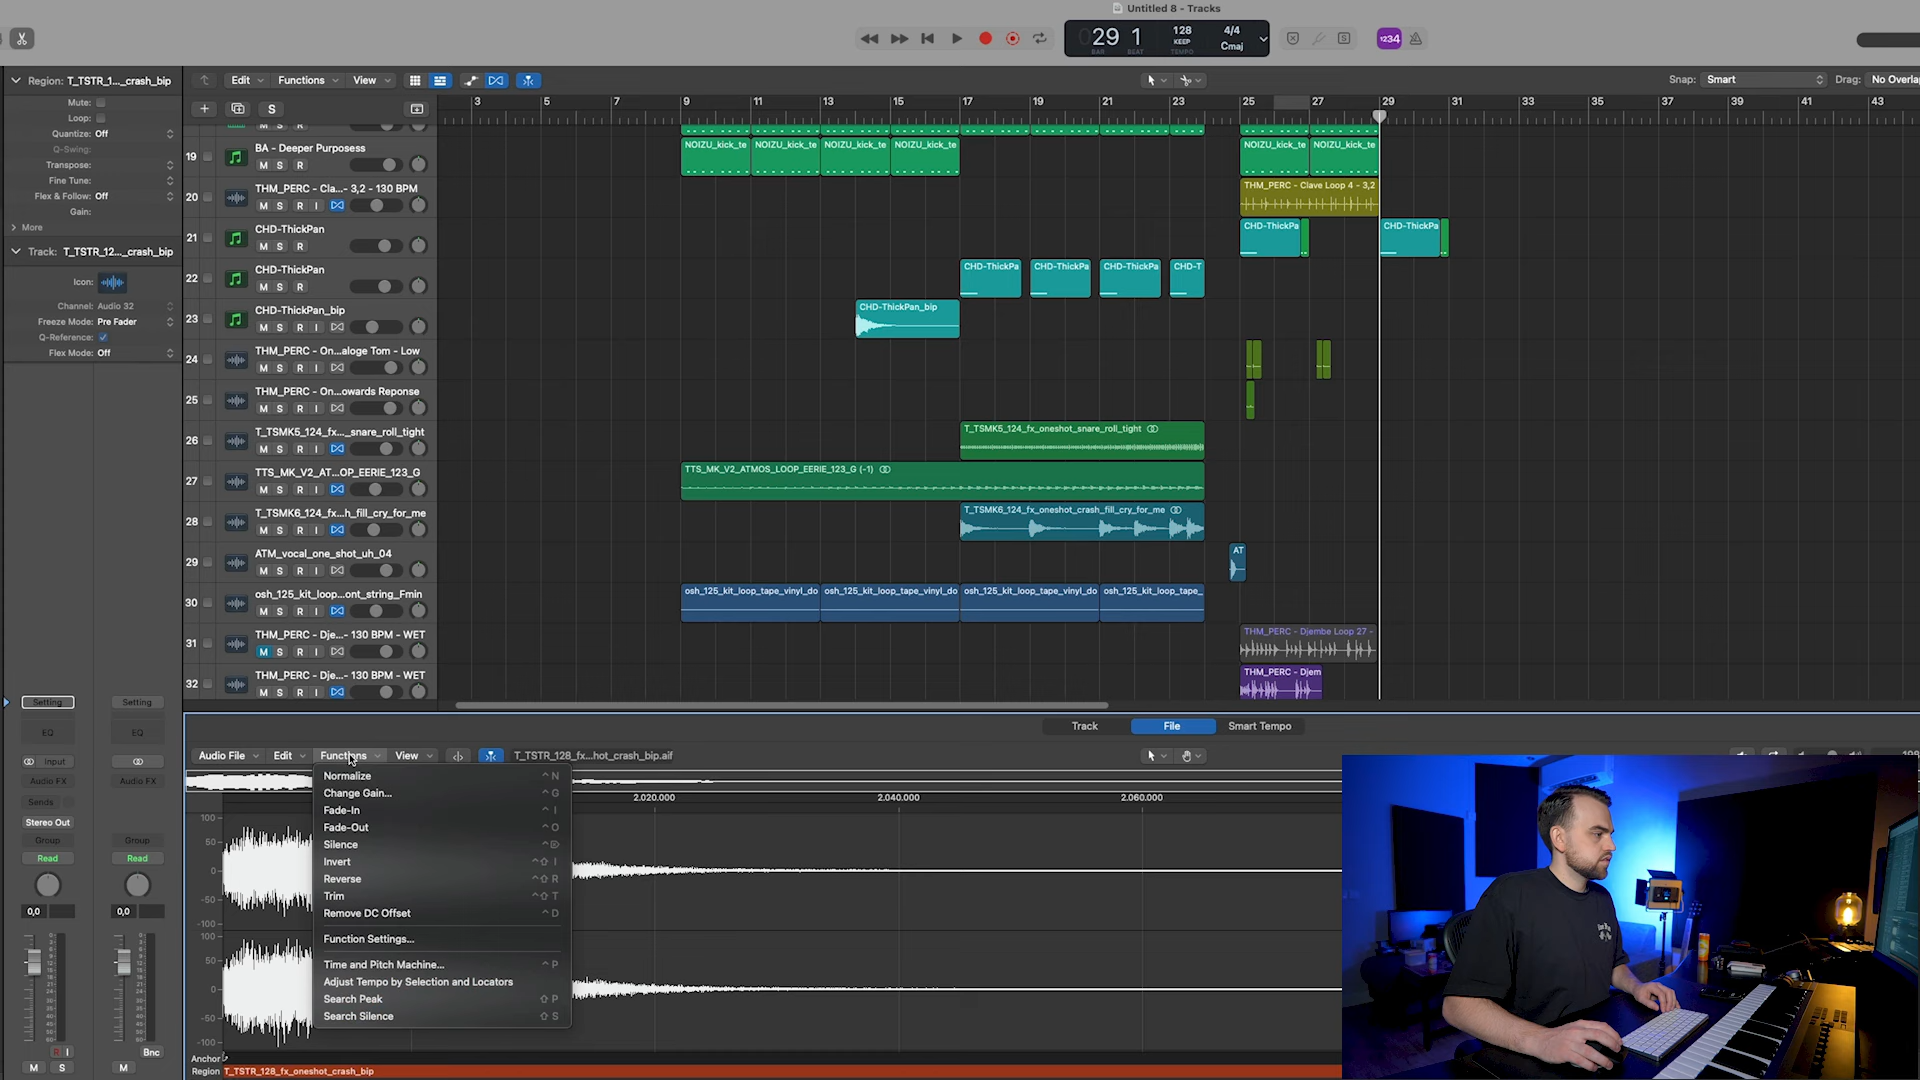 Untitled 8 - Tracks
29 1
BAR BEAT
128
KEEP
TEMPO
4/4
Cmaj
1234
Region: T_TSTR_1..._crash_bip
Edit Functions View
Snap: Smart
Drag: No Overla
Mute:
Loop:
Quantize: Off
Q-Swing:
Transpose:
Fine Tune:
Flex & Follow: Off
Gain:
More
Track: T_TSTR_12..._crash_bip
Icon:
Channel: Audio 32
Freeze Mode: Pre Fader
Q-Reference:
Flex Mode: Off
S
3 5 7 9 11 13 15 17 19 21 23 25 27 29 31 33 35 37 39 41 43
M S R
19 BA - Deeper Purposess
M S R
NOIZU_kick_te NOIZU_kick_te NOIZU_kick_te NOIZU_kick_te NOIZU_kick_te NOIZU_kick_te
20 THM_PERC - Cla...- 3,2 - 130 BPM
M S R I
THM_PERC - Clave Loop 4 - 3,2
21 CHD-ThickPan
M S R
CHD-ThickPa CHD-ThickPa
22 CHD-ThickPan
M S R
CHD-ThickPa CHD-ThickPa CHD-ThickPa CHD-T
23 CHD-ThickPan_bip
M S R I
CHD-ThickPan_bip
24 THM_PERC - On...aloge Tom - Low
M S R I
25 THM_PERC - On...owards Reponse
M S R I
26 T_TSMK5_124_fx..._snare_roll_tight
M S R I
T_TSMK5_124_fx_oneshot_snare_roll_tight
27 TTS_MK_V2_AT...OP_EERIE_123_G
M S R I
TTS_MK_V2_ATMOS_LOOP_EERIE_123_G (-1)
28 T_TSMK6_124_fx...h_fill_cry_for_me
M S R I
T_TSMK6_124_fx_oneshot_crash_fill_cry_for_me
29 ATM_vocal_one_shot_uh_04
M S R I
AT
30 osh_125_kit_loop...ont_string_Fmin
M S R I
osh_125_kit_loop_tape_vinyl_do osh_125_kit_loop_tape_vinyl_do osh_125_kit_loop_tape_vinyl_do osh_125_kit_loop_tape_
31 THM_PERC - Dje...- 130 BPM - WET
M S R I
THM_PERC - Djembe Loop 27 -
32 THM_PERC - Dje...- 130 BPM - WET
M S R I
THM_PERC - Djem
Setting Setting
EQ EQ
Input
Audio FX Audio FX
Sends
Stereo Out
Group Group
Read Read
0,0 0,0
R I Bnc
M S M
Track File Smart Tempo
Audio File Edit Functions View T_TSTR_128_fx...hot_crash_bip.aif
2.020.000 2.040.000 2.060.000
Normalize ^N
Change Gain... ^G
Fade-In ^I
Fade-Out ^O
Silence ^⌦
Invert ^⇧I
Reverse ^⇧R
Trim ^⇧T
Remove DC Offset ^D
Function Settings...
Time and Pitch Machine... ^P
Adjust Tempo by Selection and Locators
Search Peak ⇧P
Search Silence ⇧S
100
50
0
-50
-100
100
50
0
-50
-100
Anchor
Region T_TSTR_128_fx_oneshot_crash_bip